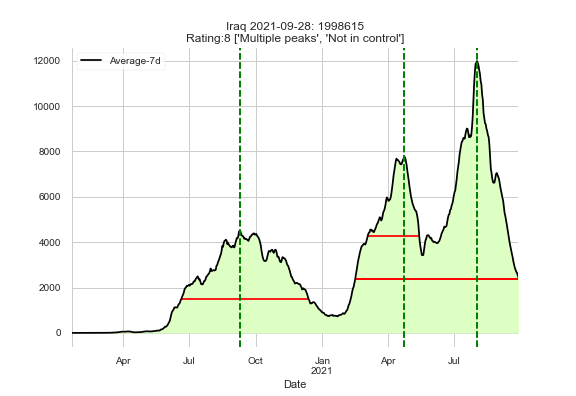 Iraq 2021-09-28: 1998615
Rating:8 ['Multiple peaks', 'Not in control']
Average-7d
12000
10000
8000
6000
4000
2000
0
Apr Jul Oct Jan Apr Jul
2021
Date